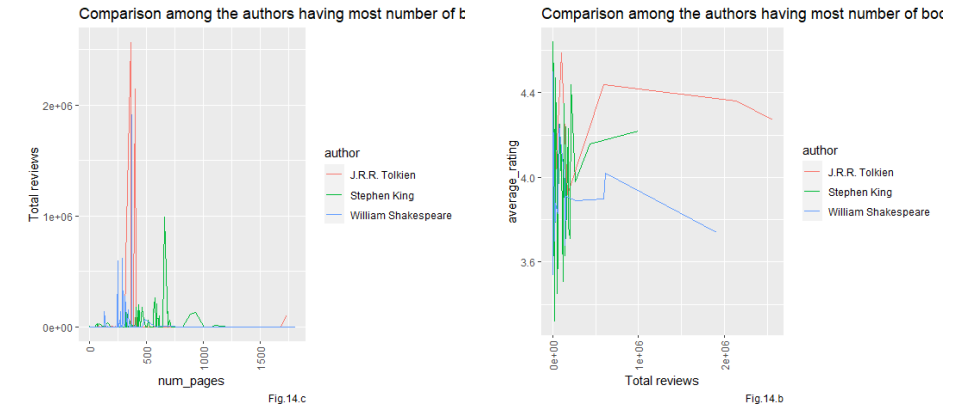 Comparison among the authors having most number of b
2e+06
1e+06
0e+00
Total reviews
0
500
1000
1500
num_pages
author
J.R.R. Tolkien
Stephen King
William Shakespeare
Fig.14.c
Comparison among the authors having most number of boo
4.4
4.0
3.6
average_rating
0e+00
1e+06
2e+06
Total reviews
author
J.R.R. Tolkien
Stephen King
William Shakespeare
Fig.14.b